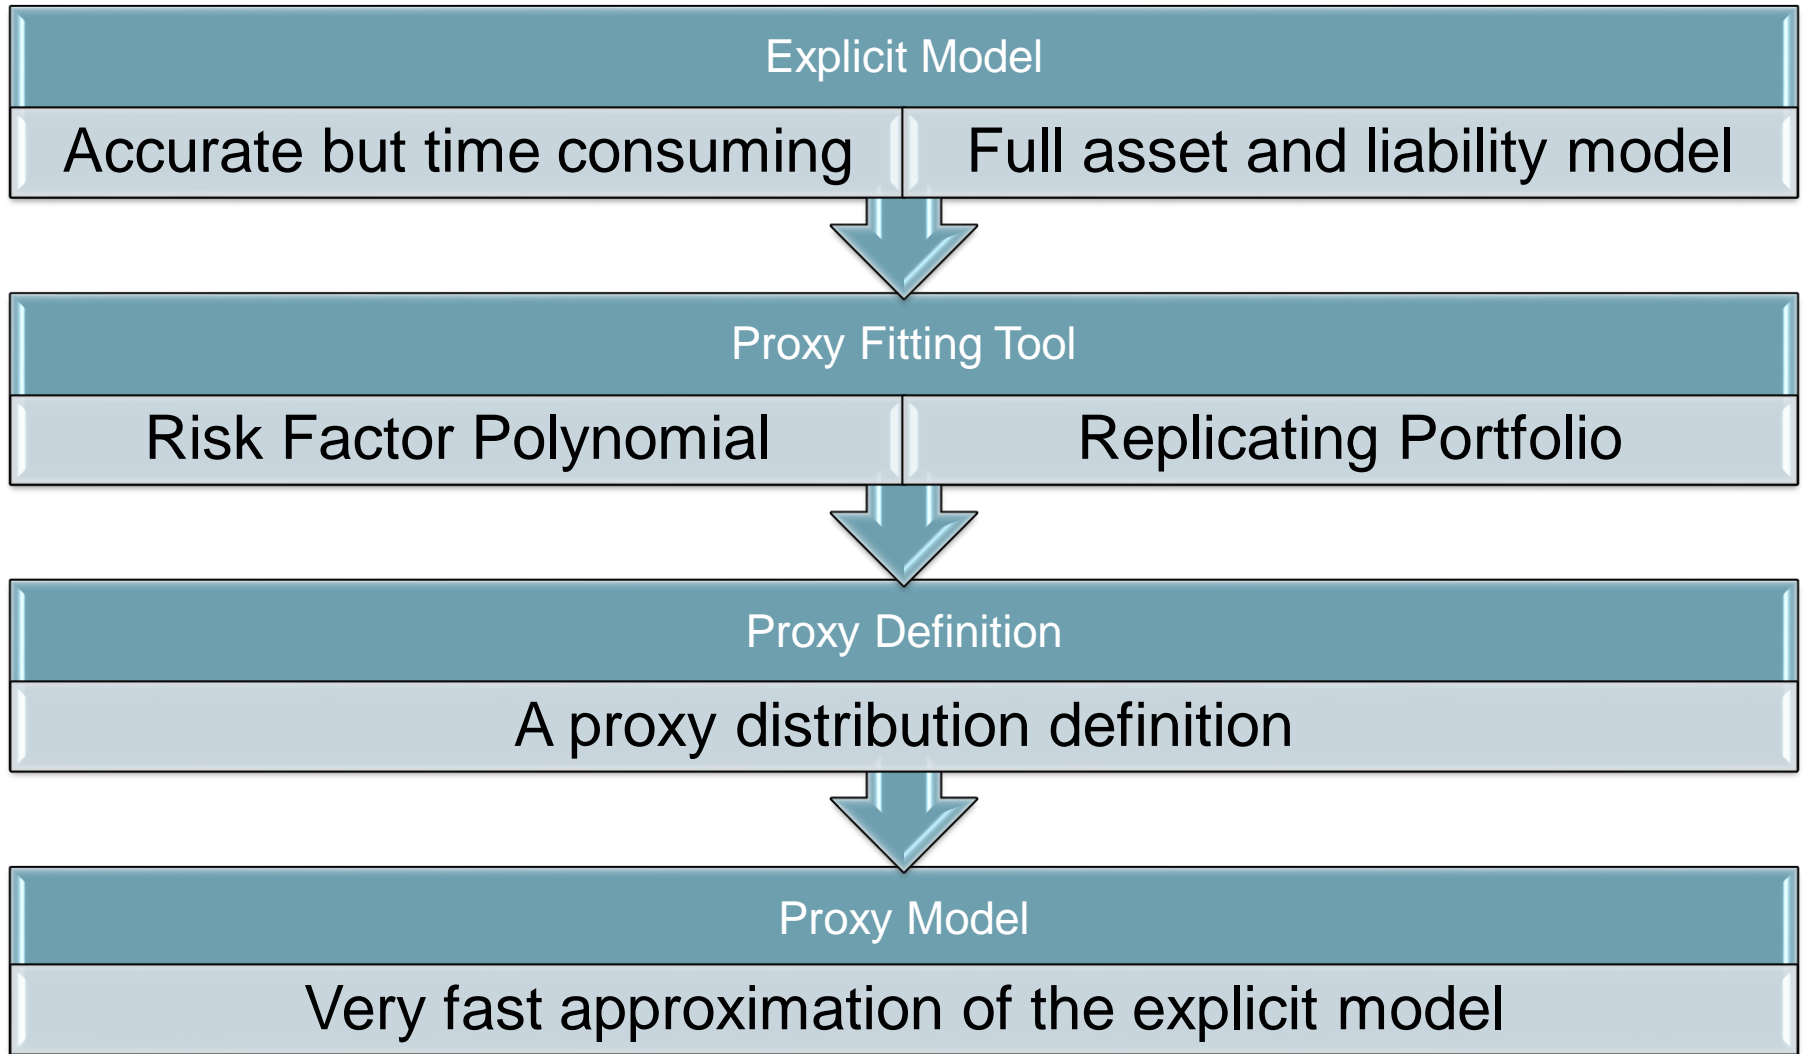 Explicit Model
Accurate but time consuming
Full asset and liability model
Proxy Fitting Tool
Risk Factor Polynomial
Replicating Portfolio
Proxy Definition
A proxy distribution definition
Proxy Model
Very fast approximation of the explicit model